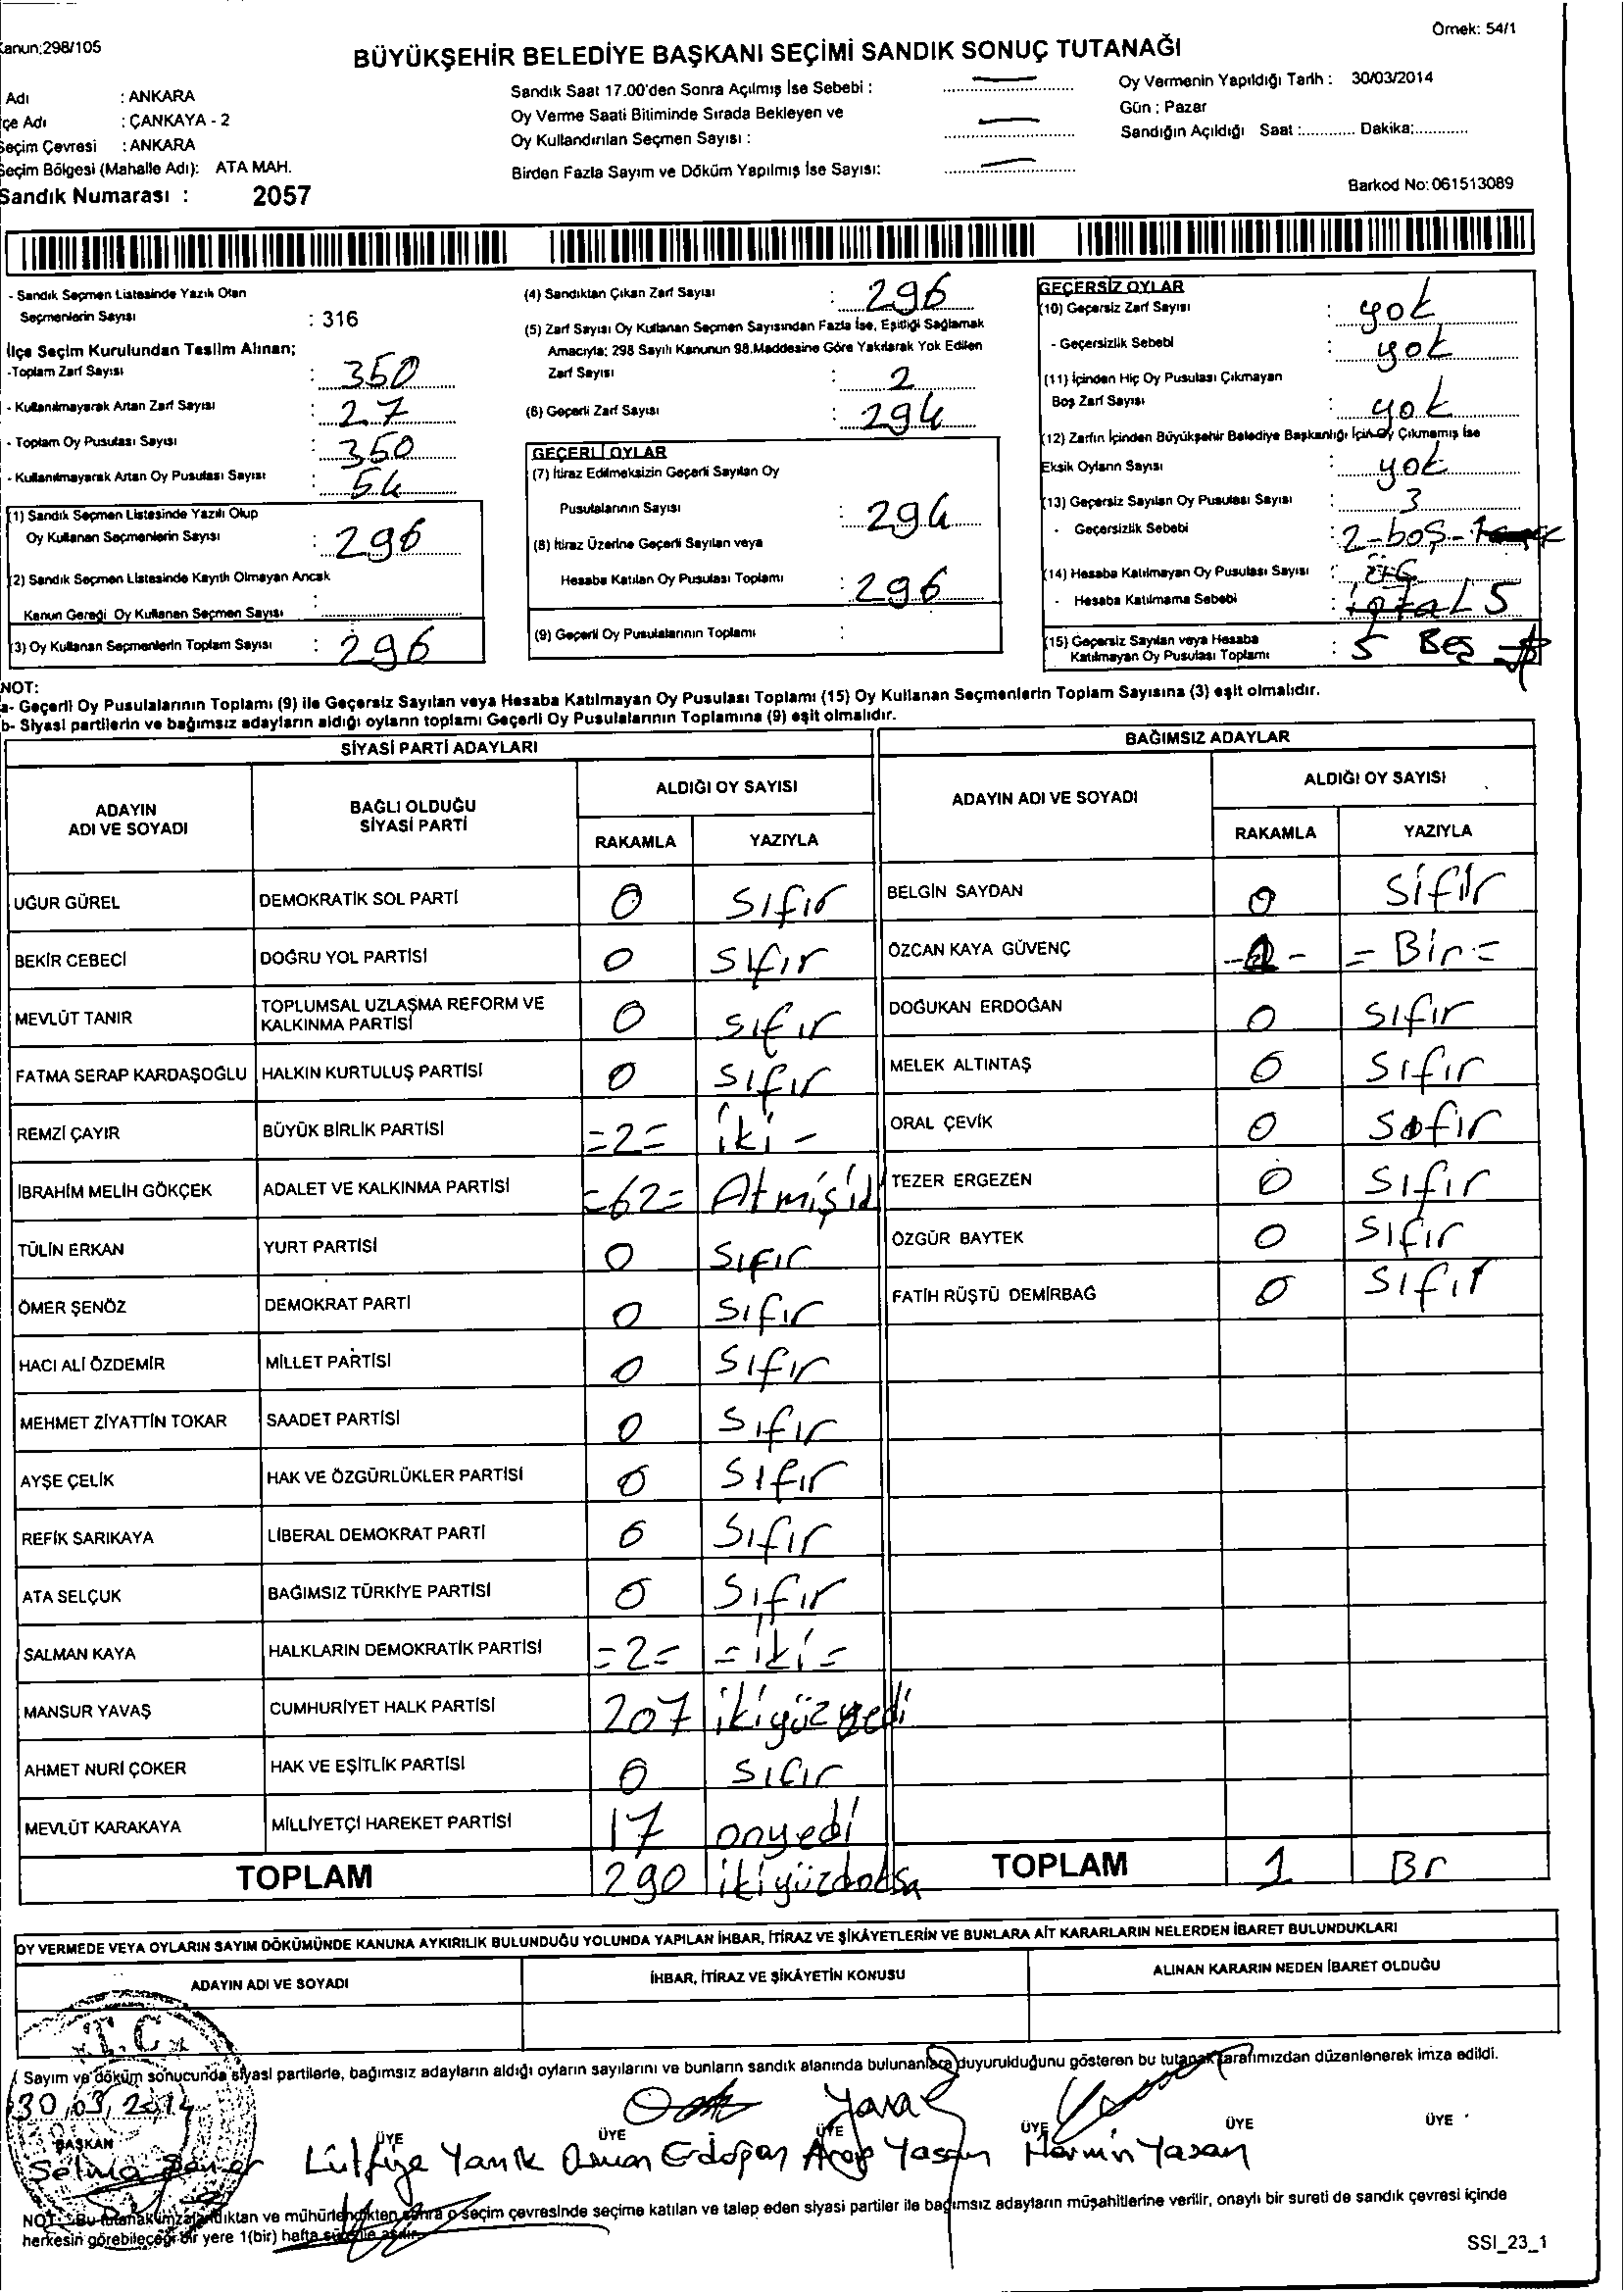 Kanun;298/105
Örnek: 54/1
BÜYÜKŞEHİR BELEDİYE BAŞKANI SEÇİMİ SANDIK SONUÇ TUTANAĞI
Adı : ANKARA
çe Adı : ÇANKAYA - 2
Seçim Çevresi : ANKARA
Seçim Bölgesi (Mahalle Adı): ATA MAH.
Sandık Numarası : 2057
Sandık Saat 17.00'den Sonra Açılmış İse Sebebi :
Oy Verme Saati Bitiminde Sırada Bekleyen ve
Oy Kullandırılan Seçmen Sayısı :
Birden Fazla Sayım ve Döküm Yapılmış İse Sayısı:
Oy Vermenin Yapıldığı Tarih : 30/03/2014
Gün : Pazar
Sandığın Açıldığı Saat :............ Dakika:............
Barkod No:061513089
- Sandık Seçmen Listesinde Yazılı Olan
Seçmenlerin Sayısı : 316
İlçe Seçim Kurulundan Teslim Alınan;
-Toplam Zarf Sayısı : 350
- Kullanılmayarak Artan Zarf Sayısı : 27
- Toplam Oy Pusulası Sayısı : 350
- Kullanılmayarak Artan Oy Pusulası Sayısı : 54
(1) Sandık Seçmen Listesinde Yazılı Olup
Oy Kullanan Seçmenlerin Sayısı : 296
(2) Sandık Seçmen Listesinde Kayıtlı Olmayan Ancak
Kanun Gereği Oy Kullanan Seçmen Sayısı :
(3) Oy Kullanan Seçmenlerin Toplam Sayısı : 296
(4) Sandıktan Çıkan Zarf Sayısı : 296
(5) Zarf Sayısı Oy Kullanan Seçmen Sayısından Fazla İse, Eşitliği Sağlamak
Amacıyla; 298 Sayılı Kanunun 98.Maddesine Göre Yakılarak Yok Edilen
Zarf Sayısı : 2
(6) Geçerli Zarf Sayısı : 294
GEÇERLİ OYLAR
(7) İtiraz Edilmeksizin Geçerli Sayılan Oy
Pusulalarının Sayısı : 294
(8) İtiraz Üzerine Geçerli Sayılan veya
Hesaba Katılan Oy Pusulası Toplamı : 296
(9) Geçerli Oy Pusulalarının Toplamı :
GEÇERSİZ OYLAR
(10) Geçersiz Zarf Sayısı : yok
- Geçersizlik Sebebi : yok
(11) İçinden Hiç Oy Pusulası Çıkmayan
Boş Zarf Sayısı : yok
(12) Zarfın İçinden Büyükşehir Belediye Başkanlığı İçin Oy Çıkmamış İse
Eksik Oyların Sayısı : yok
(13) Geçersiz Sayılan Oy Pusulası Sayısı : 3
- Geçersizlik Sebebi : 2-boş-
(14) Hesaba Katılmayan Oy Pusulası Sayısı :
- Hesaba Katılmama Sebebi : 5
(15) Geçersiz Sayılan veya Hesaba
Katılmayan Oy Pusulası Toplamı : 5 Beş
NOT:
a- Geçerli Oy Pusulalarının Toplamı (9) ile Geçersiz Sayılan veya Hesaba Katılmayan Oy Pusulası Toplamı (15) Oy Kullanan Seçmenlerin Toplam Sayısına (3) eşit olmalıdır.
b- Siyasi partilerin ve bağımsız adayların aldığı oyların toplamı Geçerli Oy Pusulalarının Toplamına (9) eşit olmalıdır.
SİYASİ PARTİ ADAYLARI
ADAYIN ADI VE SOYADI BAĞLI OLDUĞU SİYASİ PARTİ ALDIĞI OY SAYISI
RAKAMLA YAZIYLA
UĞUR GÜREL DEMOKRATİK SOL PARTİ 0 Sıfır
BEKİR CEBECİ DOĞRU YOL PARTİSİ 0 Sıfır
MEVLÜT TANIR TOPLUMSAL UZLAŞMA REFORM VE KALKINMA PARTİSİ 0 Sıfır
FATMA SERAP KARDAŞOĞLU HALKIN KURTULUŞ PARTİSİ 0 Sıfır
REMZİ ÇAYIR BÜYÜK BİRLİK PARTİSİ =2= iki -
İBRAHİM MELİH GÖKÇEK ADALET VE KALKINMA PARTİSİ =62= Atmişid
TÜLİN ERKAN YURT PARTİSİ 0 Sıfır
ÖMER ŞENÖZ DEMOKRAT PARTİ 0 Sıfır
HACI ALİ ÖZDEMİR MİLLET PARTİSİ 0 Sıfır
MEHMET ZİYATTİN TOKAR SAADET PARTİSİ 0 Sıfır
AYŞE ÇELİK HAK VE ÖZGÜRLÜKLER PARTİSİ 0 Sıfır
REFİK SARIKAYA LİBERAL DEMOKRAT PARTİ 0 Sıfır
ATA SELÇUK BAĞIMSIZ TÜRKİYE PARTİSİ 0 Sıfır
SALMAN KAYA HALKLARIN DEMOKRATİK PARTİSİ =2= =iki=
MANSUR YAVAŞ CUMHURİYET HALK PARTİSİ 207 ikiyüzyedi
AHMET NURİ ÇOKER HAK VE EŞİTLİK PARTİSİ 0 Sıfır
MEVLÜT KARAKAYA MİLLİYETÇİ HAREKET PARTİSİ 17 onyedi
TOPLAM 290 ikiyüzdoksa
BAĞIMSIZ ADAYLAR
ADAYIN ADI VE SOYADI ALDIĞI OY SAYISI
RAKAMLA YAZIYLA
BELGİN SAYDAN 0 Sıfır
ÖZCAN KAYA GÜVENÇ -1- =Bir=
DOĞUKAN ERDOĞAN 0 Sıfır
MELEK ALTINTAŞ 0 Sıfır
ORAL ÇEVİK 0 Sıfır
TEZER ERGEZEN 0 Sıfır
ÖZGÜR BAYTEK 0 Sıfır
FATİH RÜŞTÜ DEMİRBAĞ 0 Sıfır
TOPLAM 1 Br
OY VERMEDE VEYA OYLARIN SAYIM DÖKÜMÜNDE KANUNA AYKIRILIK BULUNDUĞU YOLUNDA YAPILAN İHBAR, İTİRAZ VE ŞİKÂYETLERİN VE BUNLARA AİT KARARLARIN NELERDEN İBARET BULUNDUKLARI
ADAYIN ADI VE SOYADI İHBAR, İTİRAZ VE ŞİKÂYETİN KONUSU ALINAN KARARIN NEDEN İBARET OLDUĞU
T.C.
Sayım ve döküm sonucunda siyasi partilerle, bağımsız adayların aldığı oyların sayılarını ve bunların sandık alanında bulunanlara duyurulduğunu gösteren bu tutanak tarafımızdan düzenlenerek imza edildi.
30,03,2014
BAŞKAN ÜYE ÜYE ÜYE ÜYE ÜYE ÜYE
Selma Lütfiye Yanık Osman Erdoğan Yaşar
NOT: Bu tutanak imzalandıktan ve mühürlendikten sonra o seçim çevresinde seçime katılan ve talep eden siyasi partiler ile bağımsız adayların müşahitlerine verilir, onaylı bir sureti de sandık çevresi içinde
herkesin görebileceği bir yere 1(bir) hafta süre ile asılır.
SSI_23_1